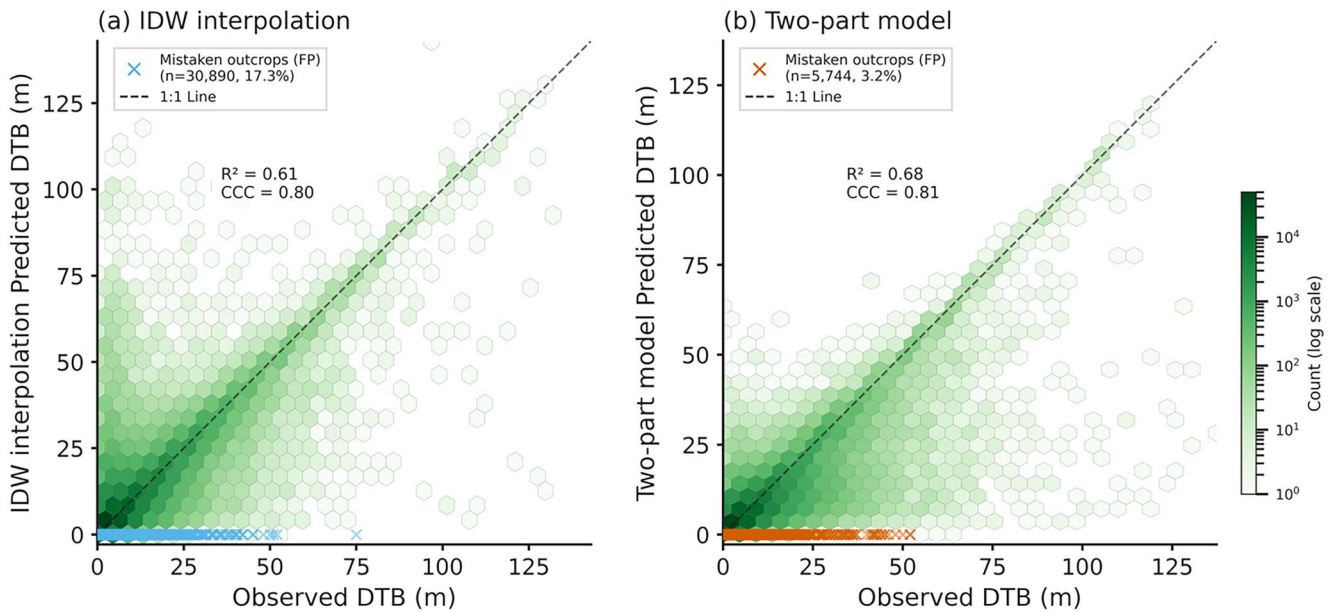 (a) IDW interpolation
Mistaken outcrops (FP)
(n=30,890, 17.3%)
1:1 Line
R² = 0.61
CCC = 0.80
IDW interpolation Predicted DTB (m)
125
100
75
50
25
0
0 25 50 75 100 125
Observed DTB (m)
(b) Two-part model
Mistaken outcrops (FP)
(n=5,744, 3.2%)
1:1 Line
R² = 0.68
CCC = 0.81
Two-part model Predicted DTB (m)
125
100
75
50
25
0
0 25 50 75 100 125
Observed DTB (m)
10⁴
10³
10²
10¹
10⁰
Count (log scale)